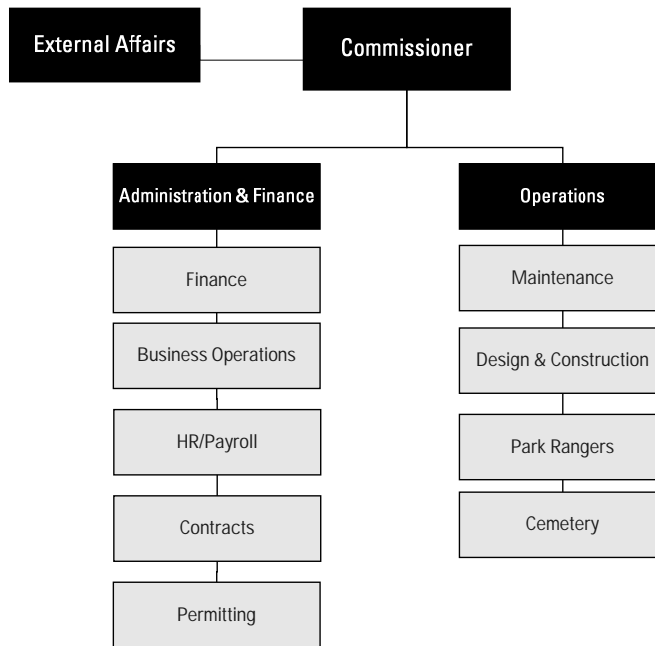 External Affairs
Commissioner
Administration & Finance
Operations
Finance
Maintenance
Business Operations
Design & Construction
HR/Payroll
Park Rangers
Contracts
Cemetery
Permitting